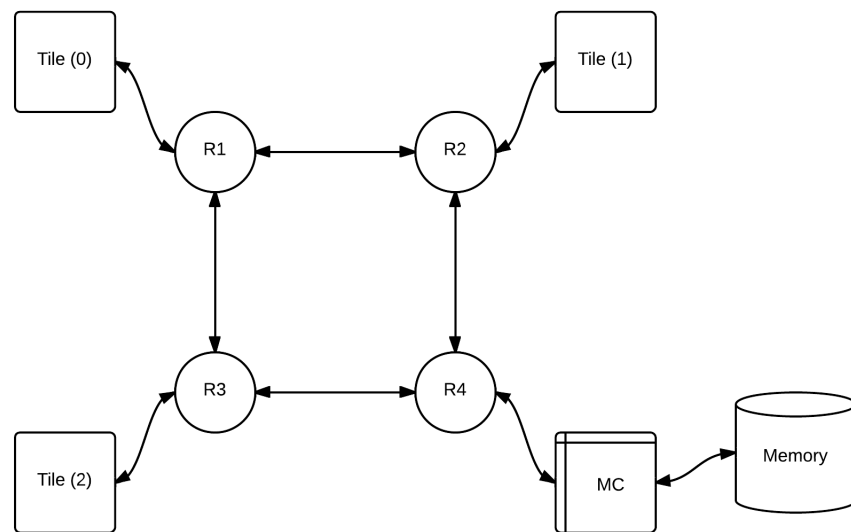 Tile (0)
Tile (1)
R1
R2
R3
R4
Tile (2)
MC
Memory